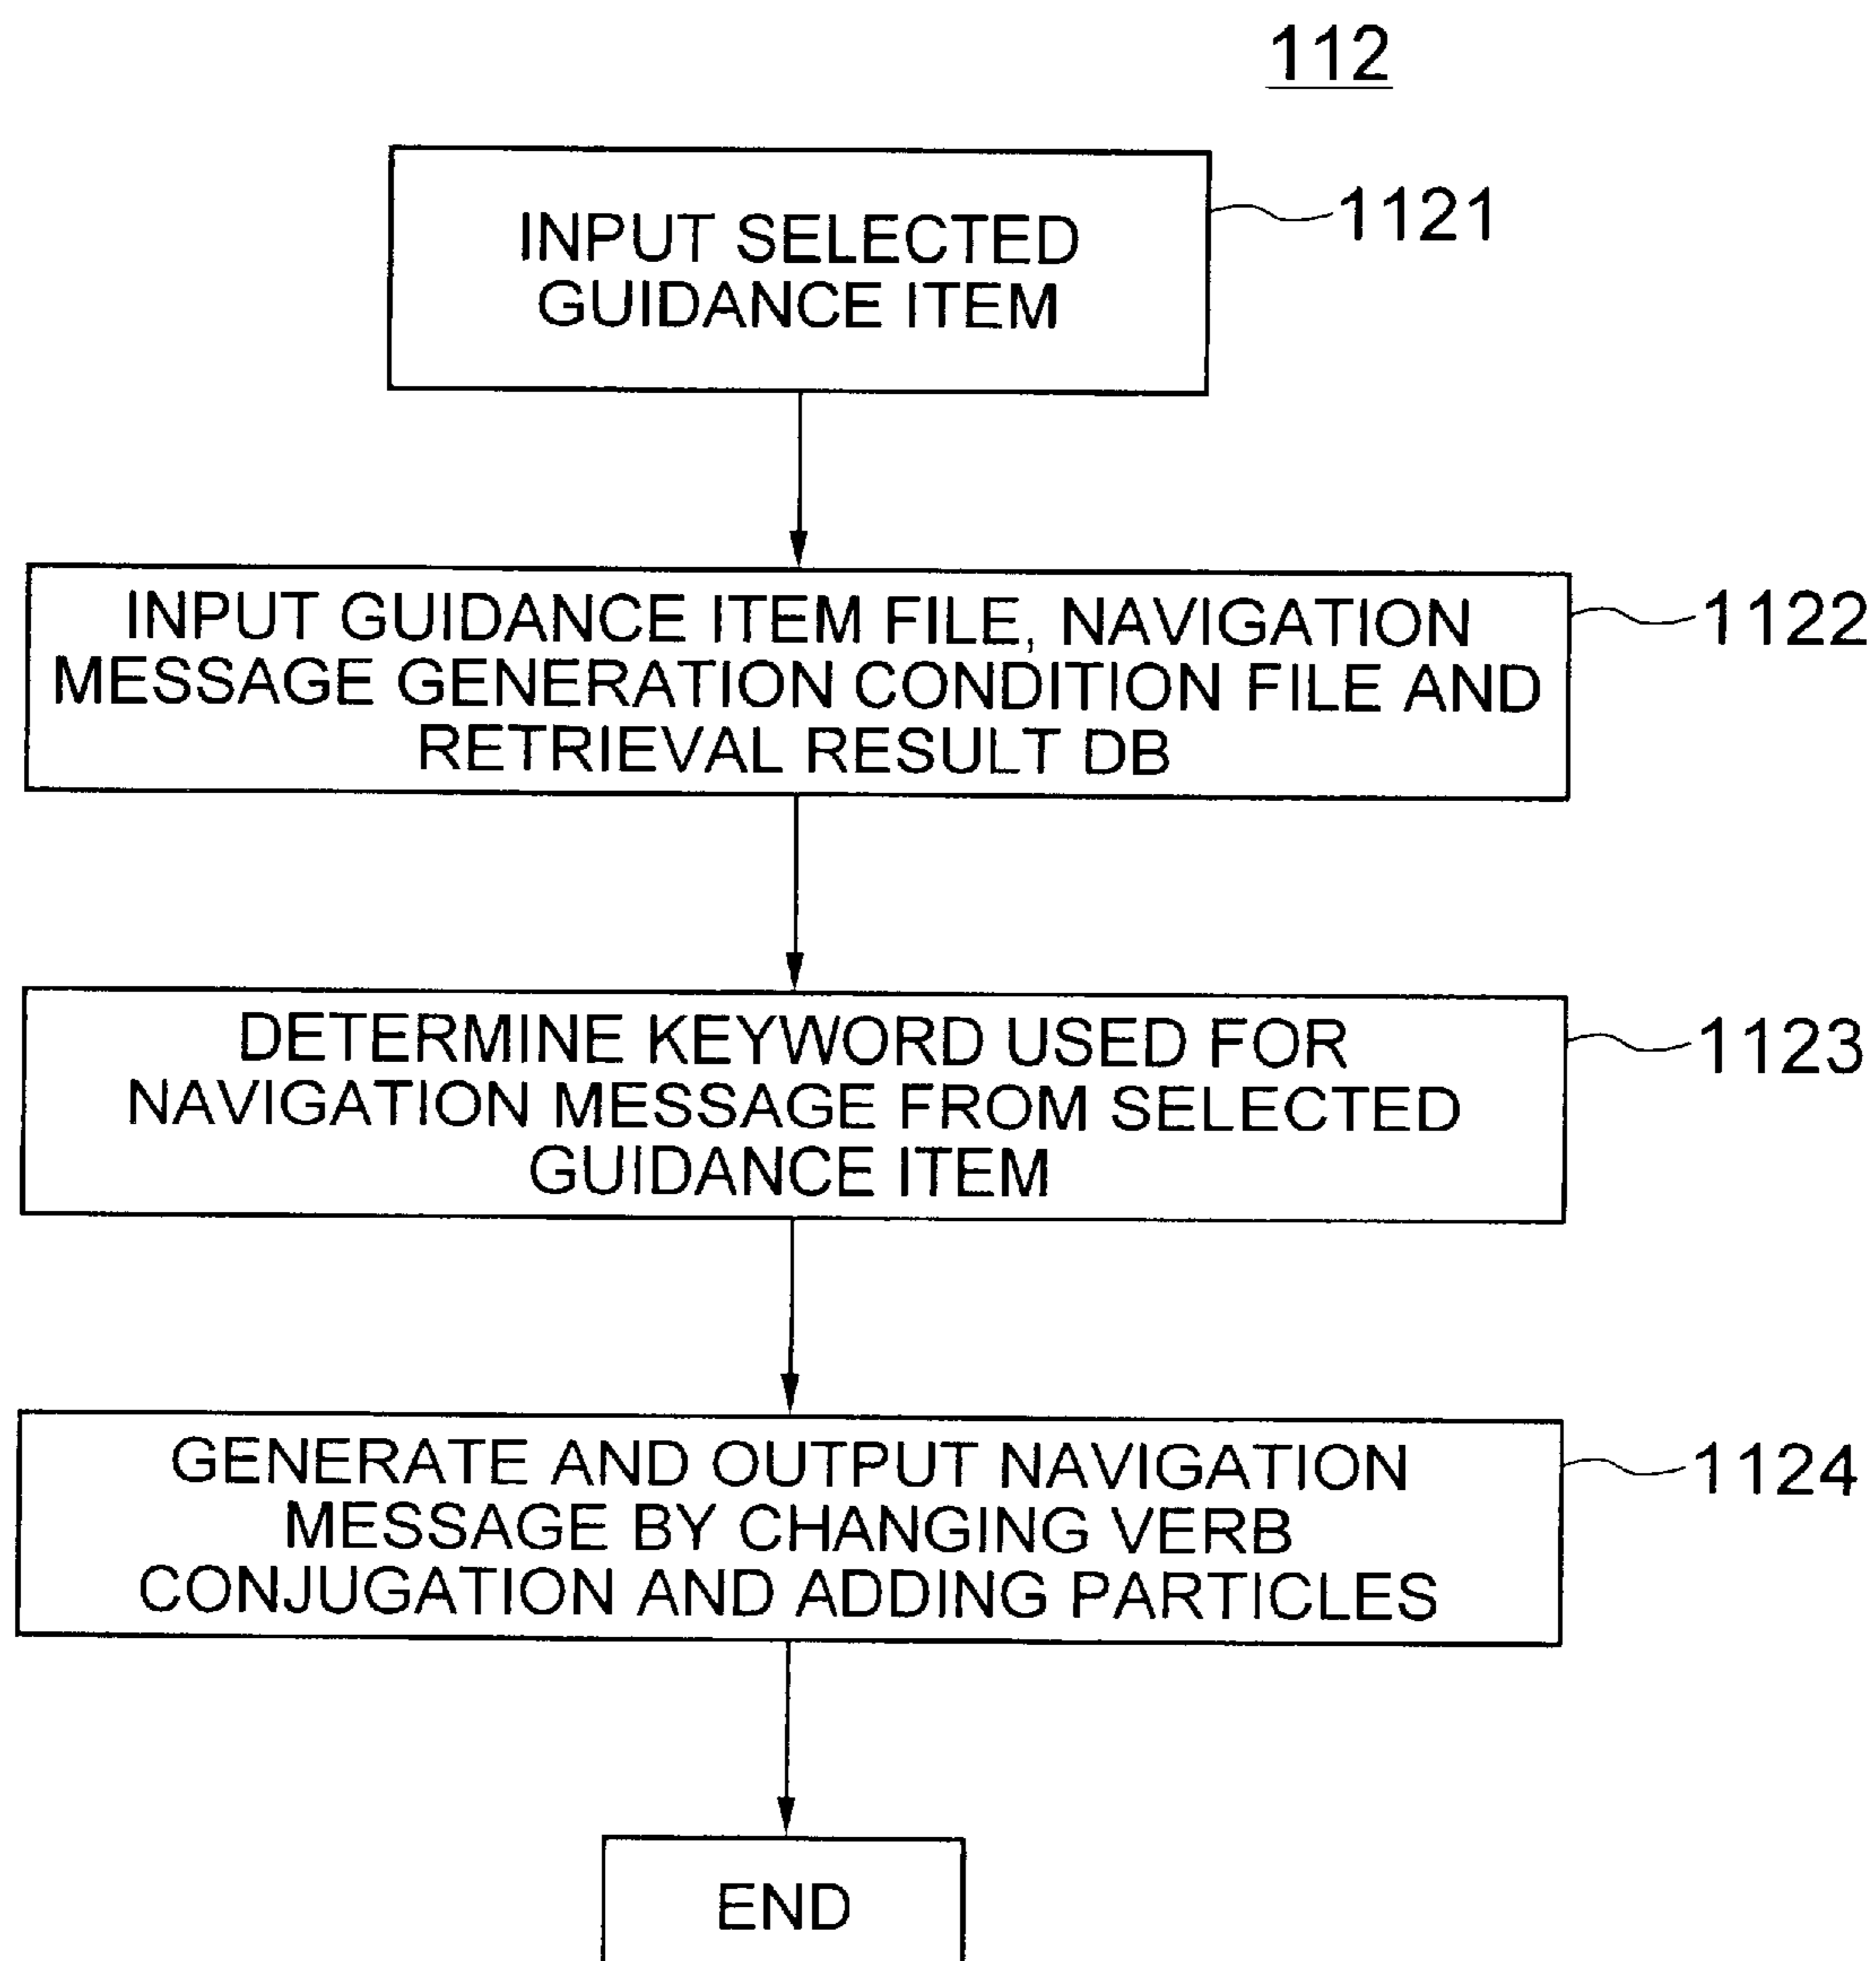 112
INPUT SELECTED
GUIDANCE ITEM
1121
INPUT GUIDANCE ITEM FILE, NAVIGATION
MESSAGE GENERATION CONDITION FILE AND
RETRIEVAL RESULT DB
1122
DETERMINE KEYWORD USED FOR
NAVIGATION MESSAGE FROM SELECTED
GUIDANCE ITEM
1123
GENERATE AND OUTPUT NAVIGATION
MESSAGE BY CHANGING VERB
CONJUGATION AND ADDING PARTICLES
1124
END